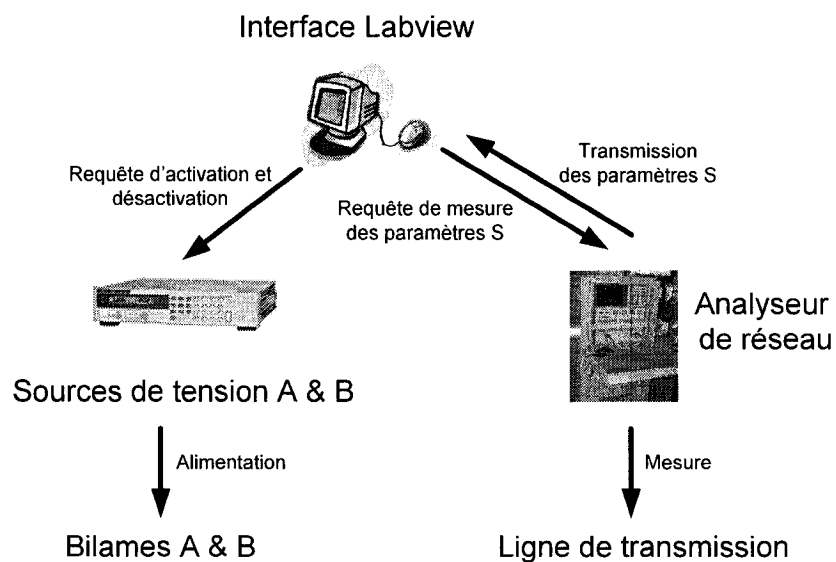 Interface Labview
Requête d'activation et
désactivation
Transmission
des paramètres S
Requête de mesure
des paramètres S
Analyseur
de réseau
Sources de tension A & B
Alimentation
Mesure
Bilames A & B
Ligne de transmission